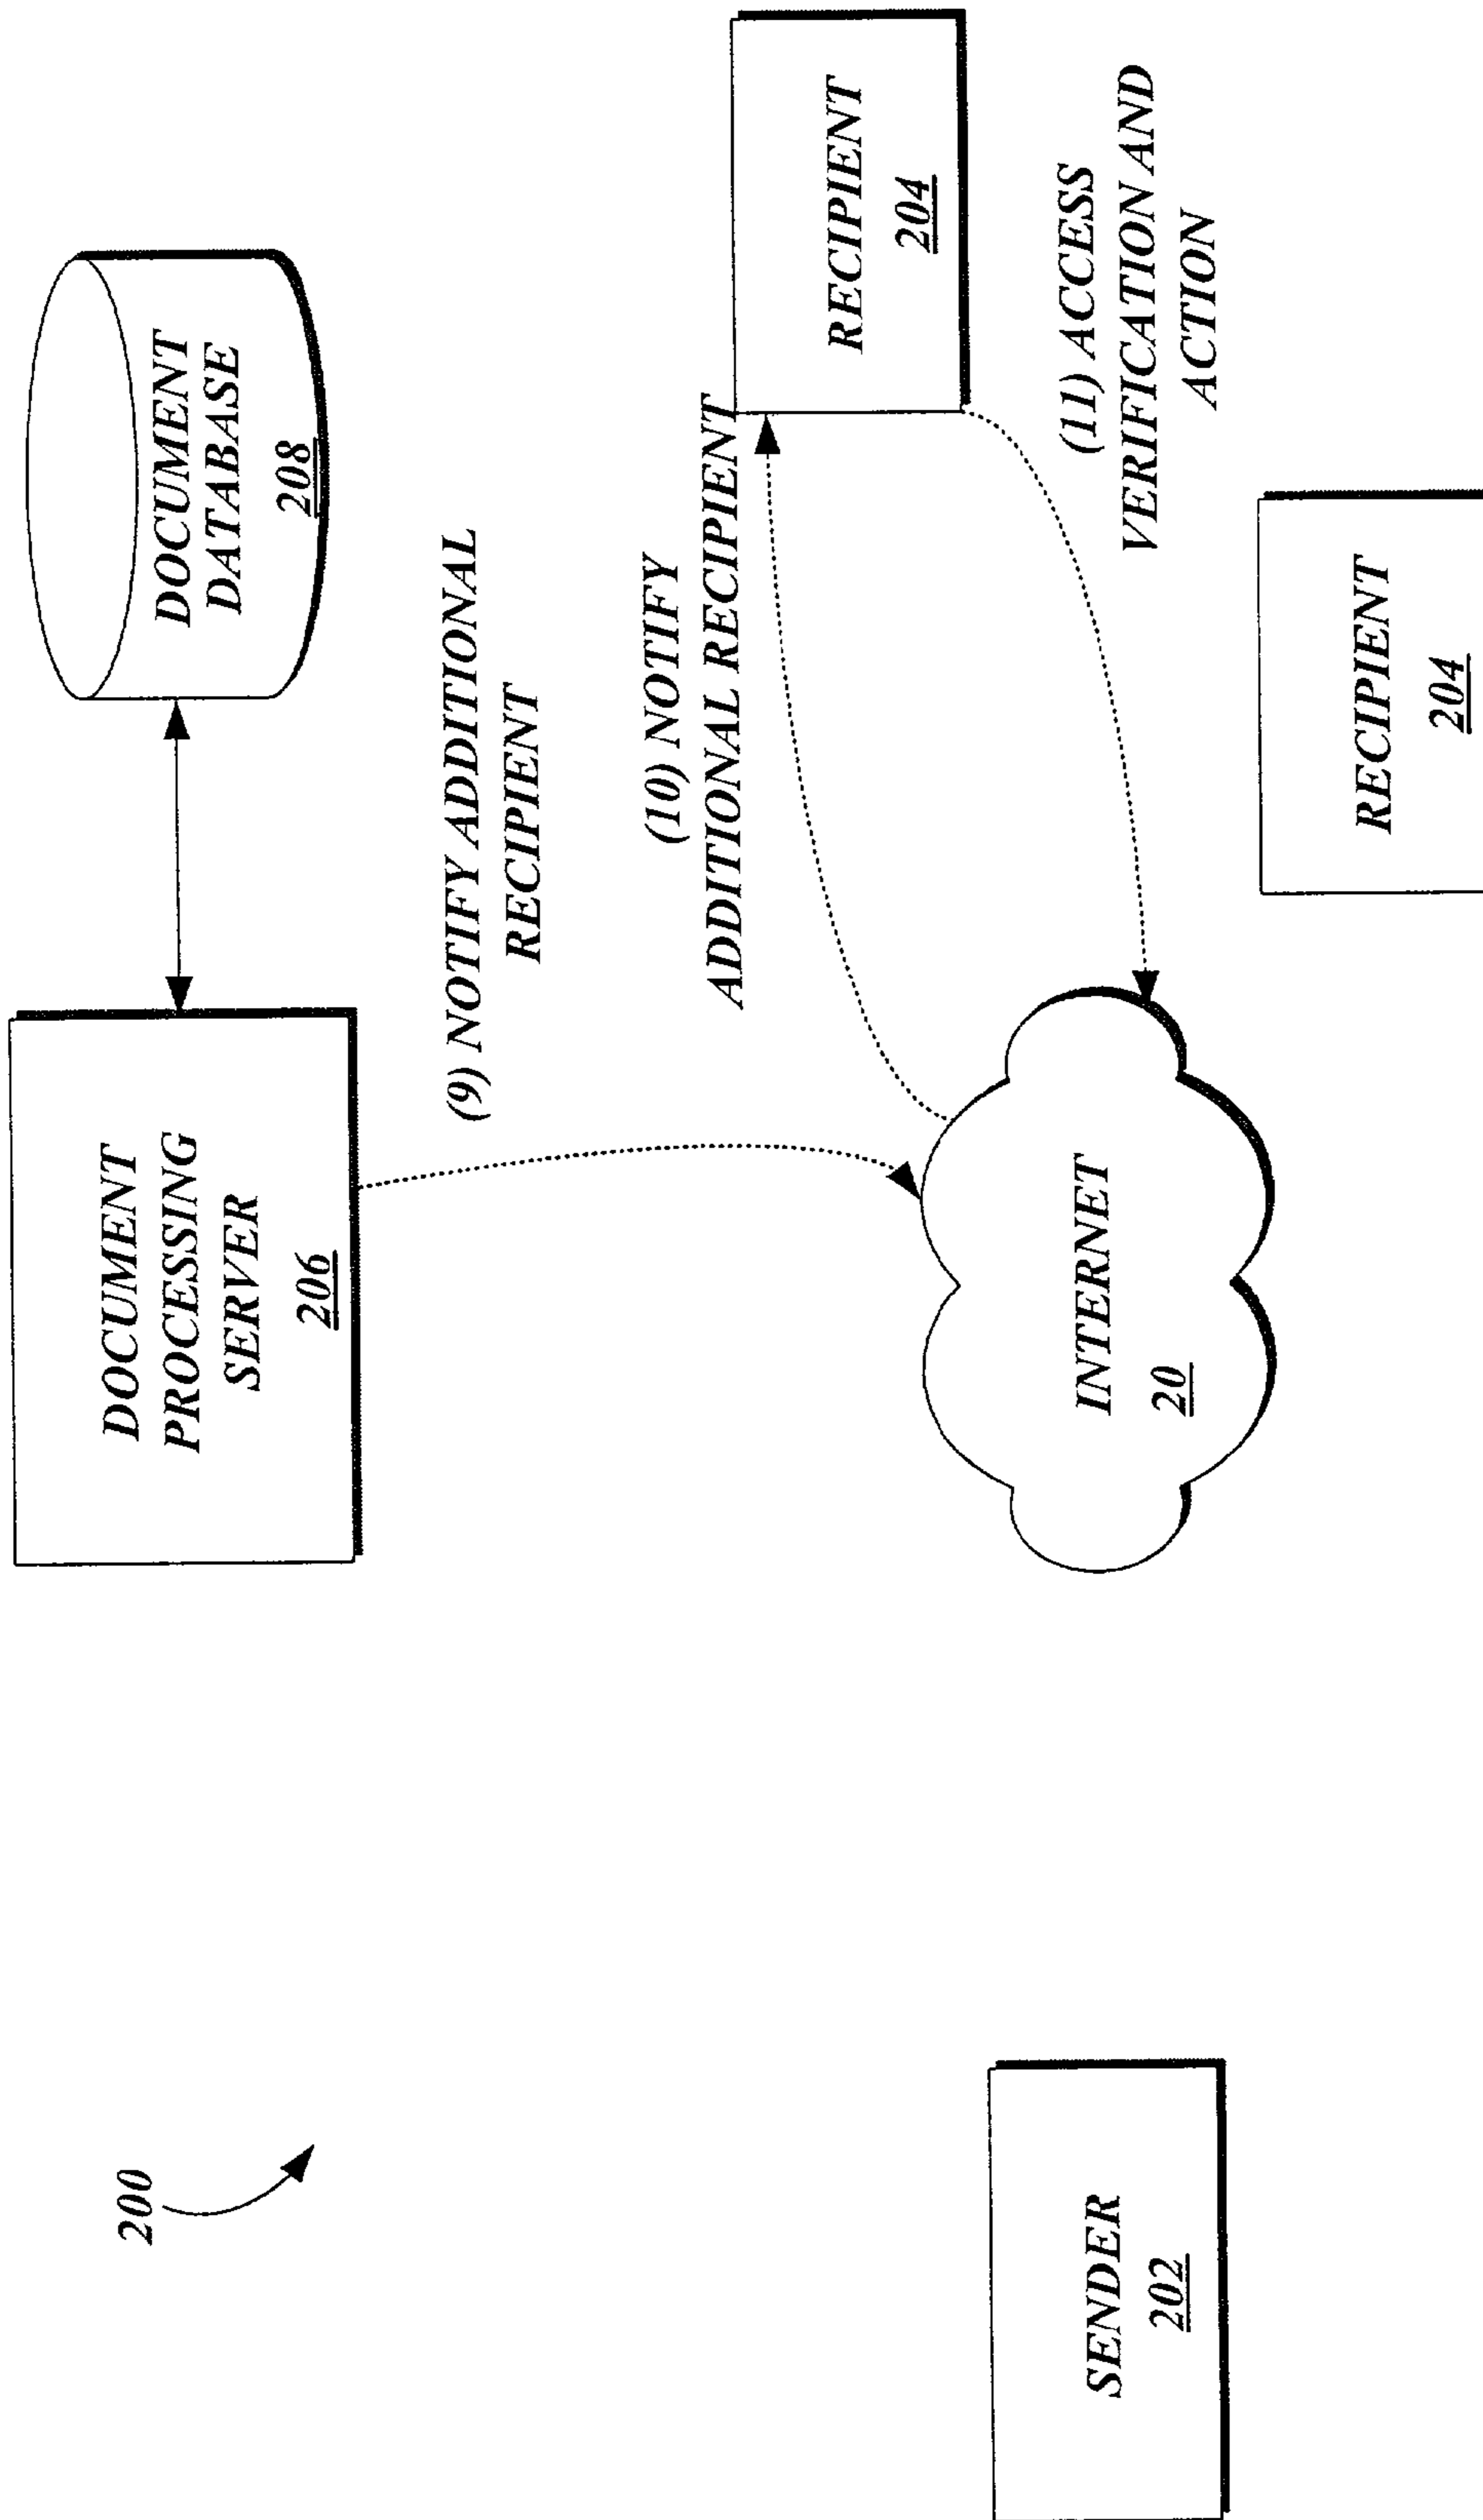 200
DOCUMENT
PROCESSING
SERVER
206
DOCUMENT
DATABASE
208
(9) NOTIFY ADDITIONAL
RECIPIENT
(10) NOTIFY
ADDITIONAL RECIPIENT
RECIPIENT
204
(11) ACCESS
VERIFICATION AND
ACTION
SENDER
202
INTERNET
20
RECIPIENT
204